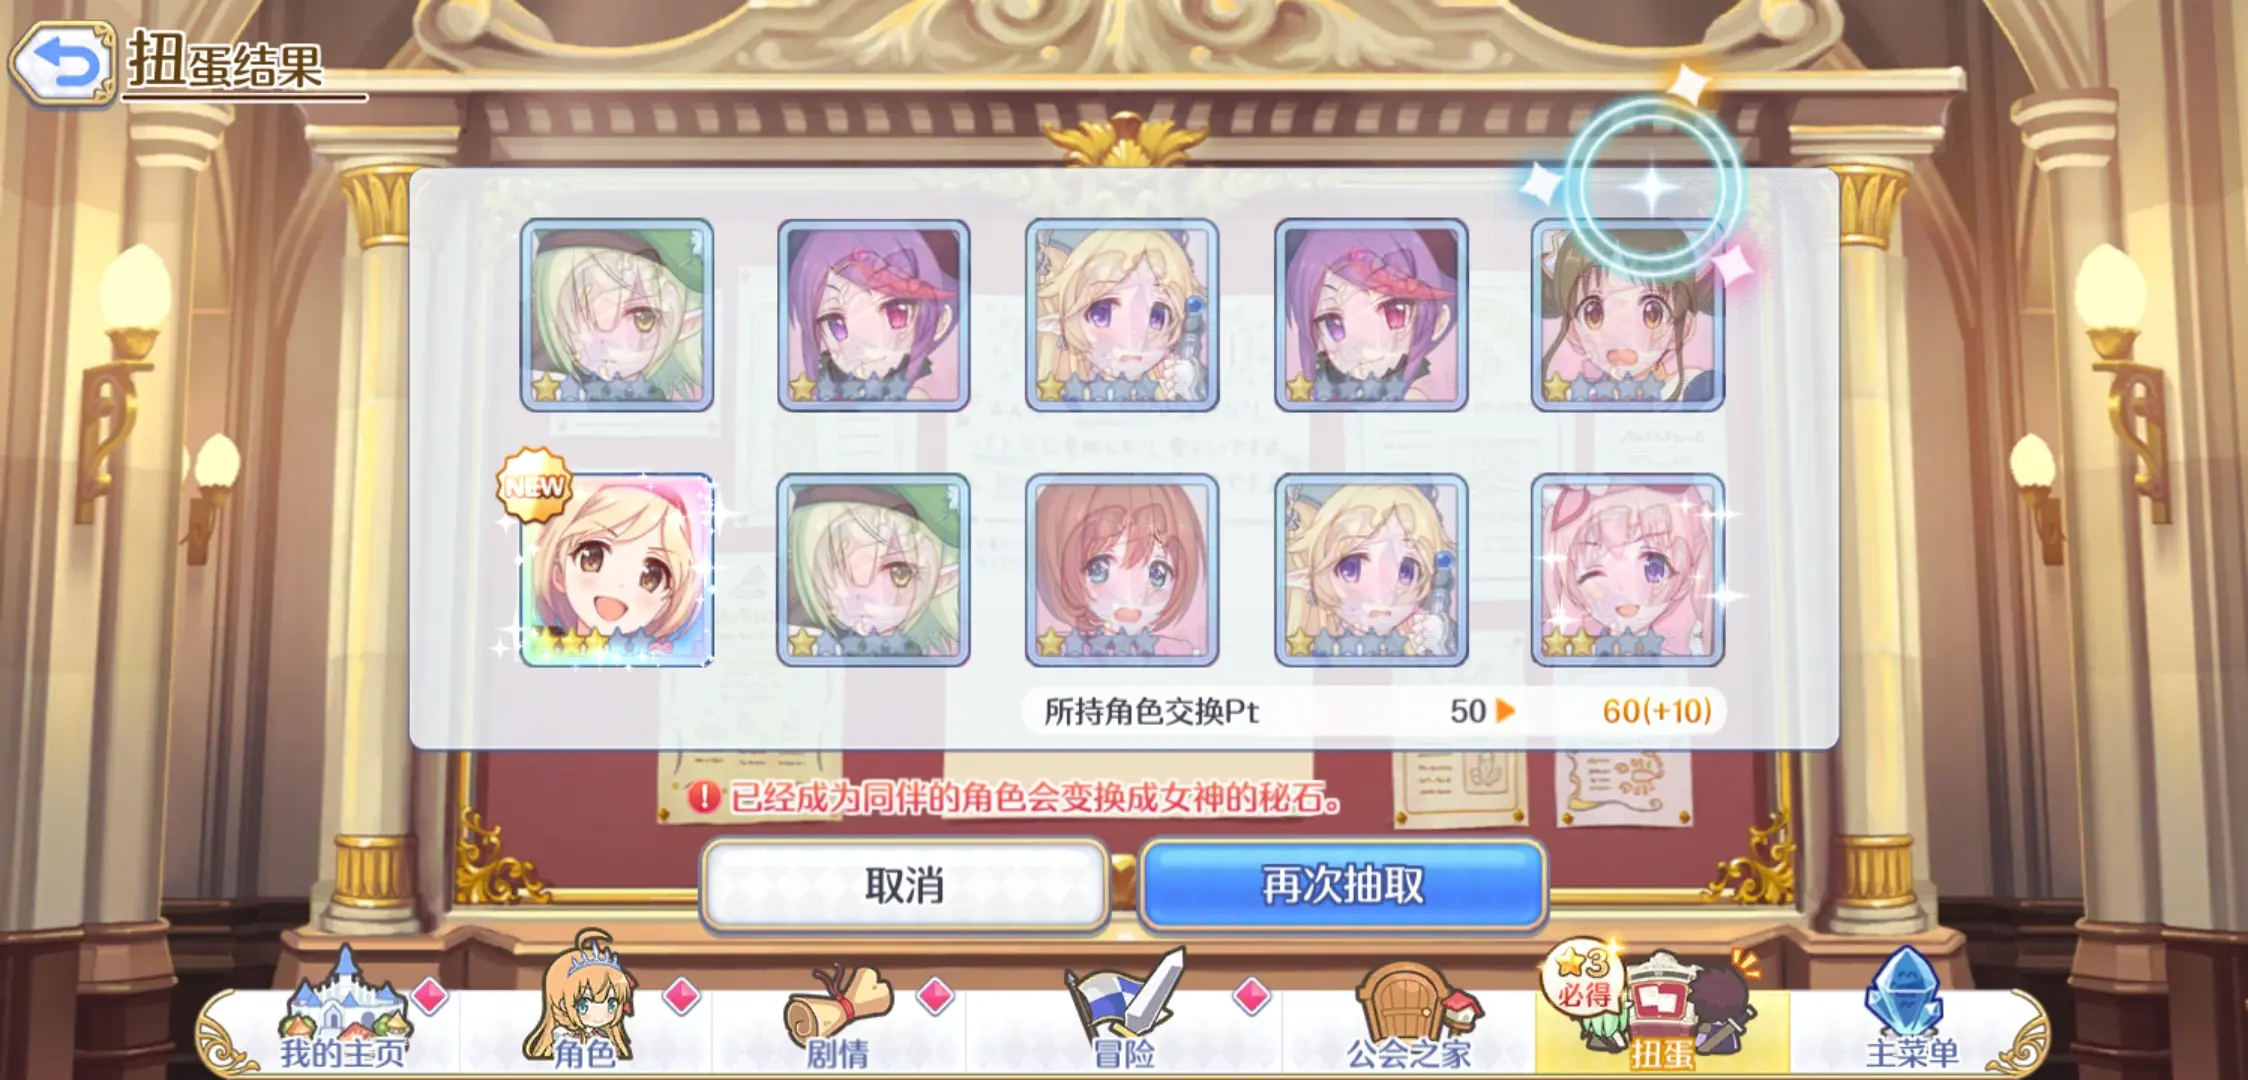 扭蛋结果
NEW
所持角色交换Pt 50 60(+10)
已经成为同伴的角色会变换成女神的秘石。
取消
再次抽取
3
必得
我的主页
角色
剧情
冒险
公会之家
扭蛋
主菜单